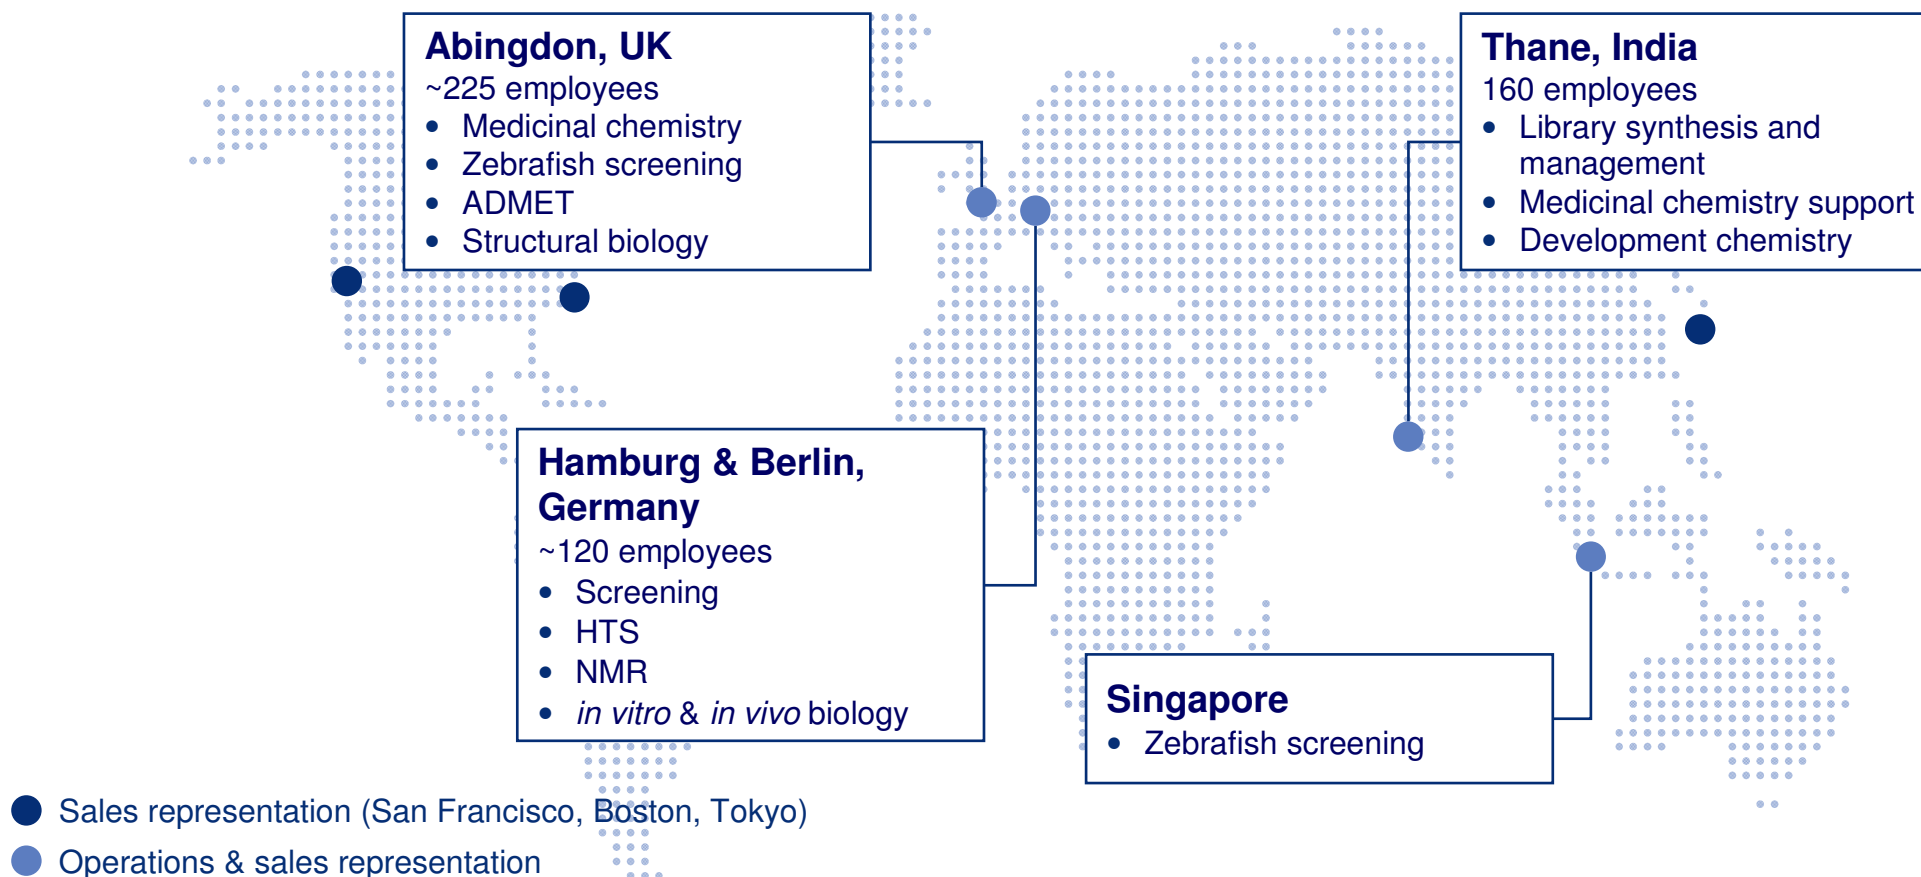 Abingdon, UK
~225 employees
• Medicinal chemistry
• Zebrafish screening
• ADMET
• Structural biology
Thane, India
160 employees
• Library synthesis and
management
• Medicinal chemistry support
• Development chemistry
Hamburg & Berlin,
Germany
~120 employees
• Screening
• HTS
• NMR
• in vitro & in vivo biology
Singapore
• Zebrafish screening
Sales representation (San Francisco, Boston, Tokyo)
Operations & sales representation